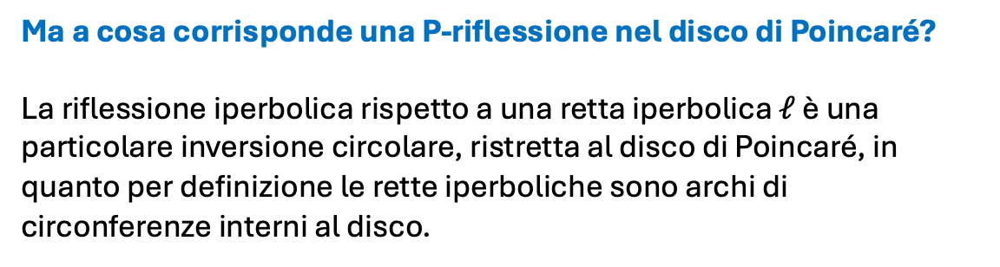 Ma a cosa corrisponde una P-riflessione nel disco di Poincaré?
La riflessione iperbolica rispetto a una retta iperbolica ℓ è una
particolare inversione circolare, ristretta al disco di Poincaré, in
quanto per definizione le rette iperboliche sono archi di
circonferenze interni al disco.